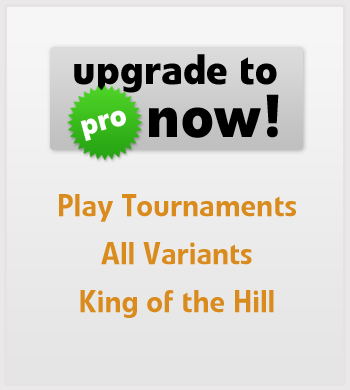 upgrade to
pro now!
Play Tournaments
All Variants
King of the Hill